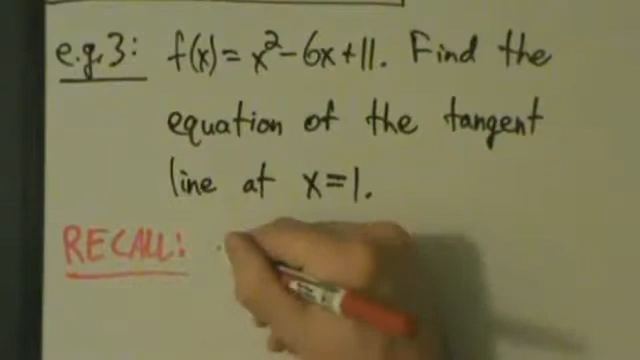 e.g. 3: f(x) = x² - 6x + 11. Find the
equation of the tangent
line at x = 1.
RECALL: